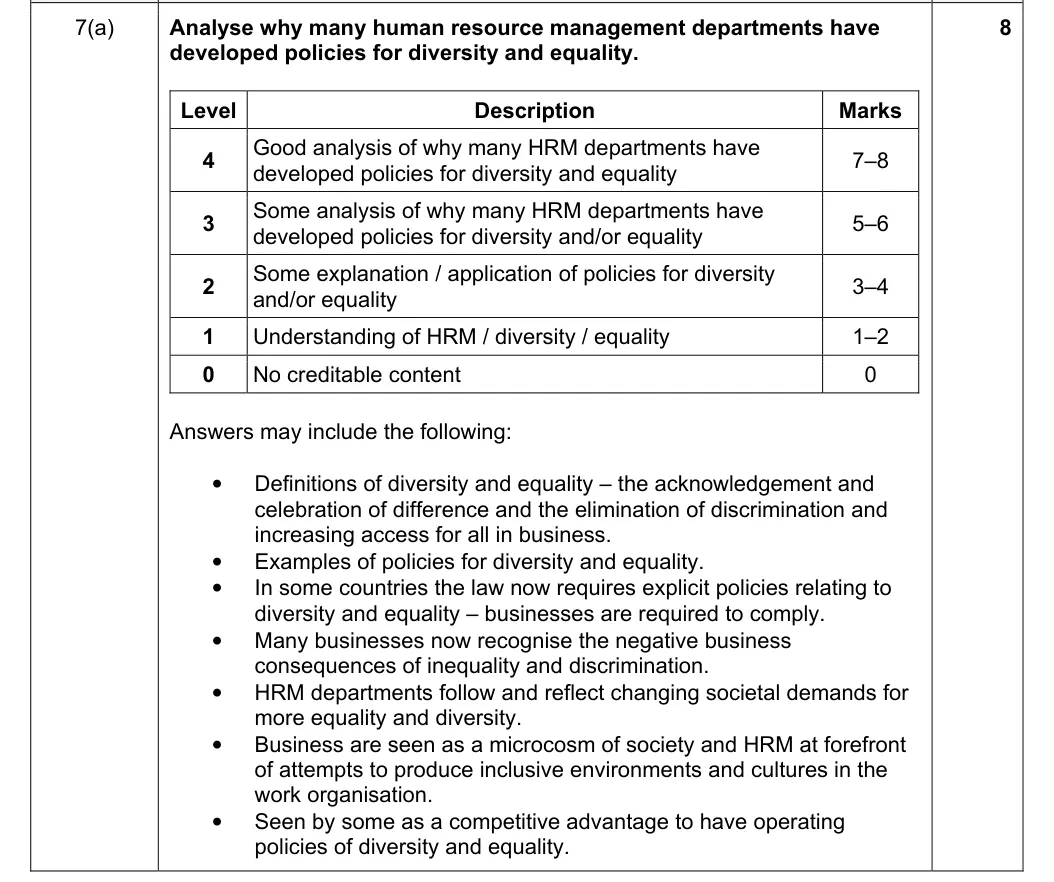 7(a)
Analyse why many human resource management departments have
developed policies for diversity and equality.
8
Level Description Marks
4 Good analysis of why many HRM departments have
developed policies for diversity and equality 7–8
3 Some analysis of why many HRM departments have
developed policies for diversity and/or equality 5–6
2 Some explanation / application of policies for diversity
and/or equality 3–4
1 Understanding of HRM / diversity / equality 1–2
0 No creditable content 0
Answers may include the following:
• Definitions of diversity and equality – the acknowledgement and
celebration of difference and the elimination of discrimination and
increasing access for all in business.
• Examples of policies for diversity and equality.
• In some countries the law now requires explicit policies relating to
diversity and equality – businesses are required to comply.
• Many businesses now recognise the negative business
consequences of inequality and discrimination.
• HRM departments follow and reflect changing societal demands for
more equality and diversity.
• Business are seen as a microcosm of society and HRM at forefront
of attempts to produce inclusive environments and cultures in the
work organisation.
• Seen by some as a competitive advantage to have operating
policies of diversity and equality.